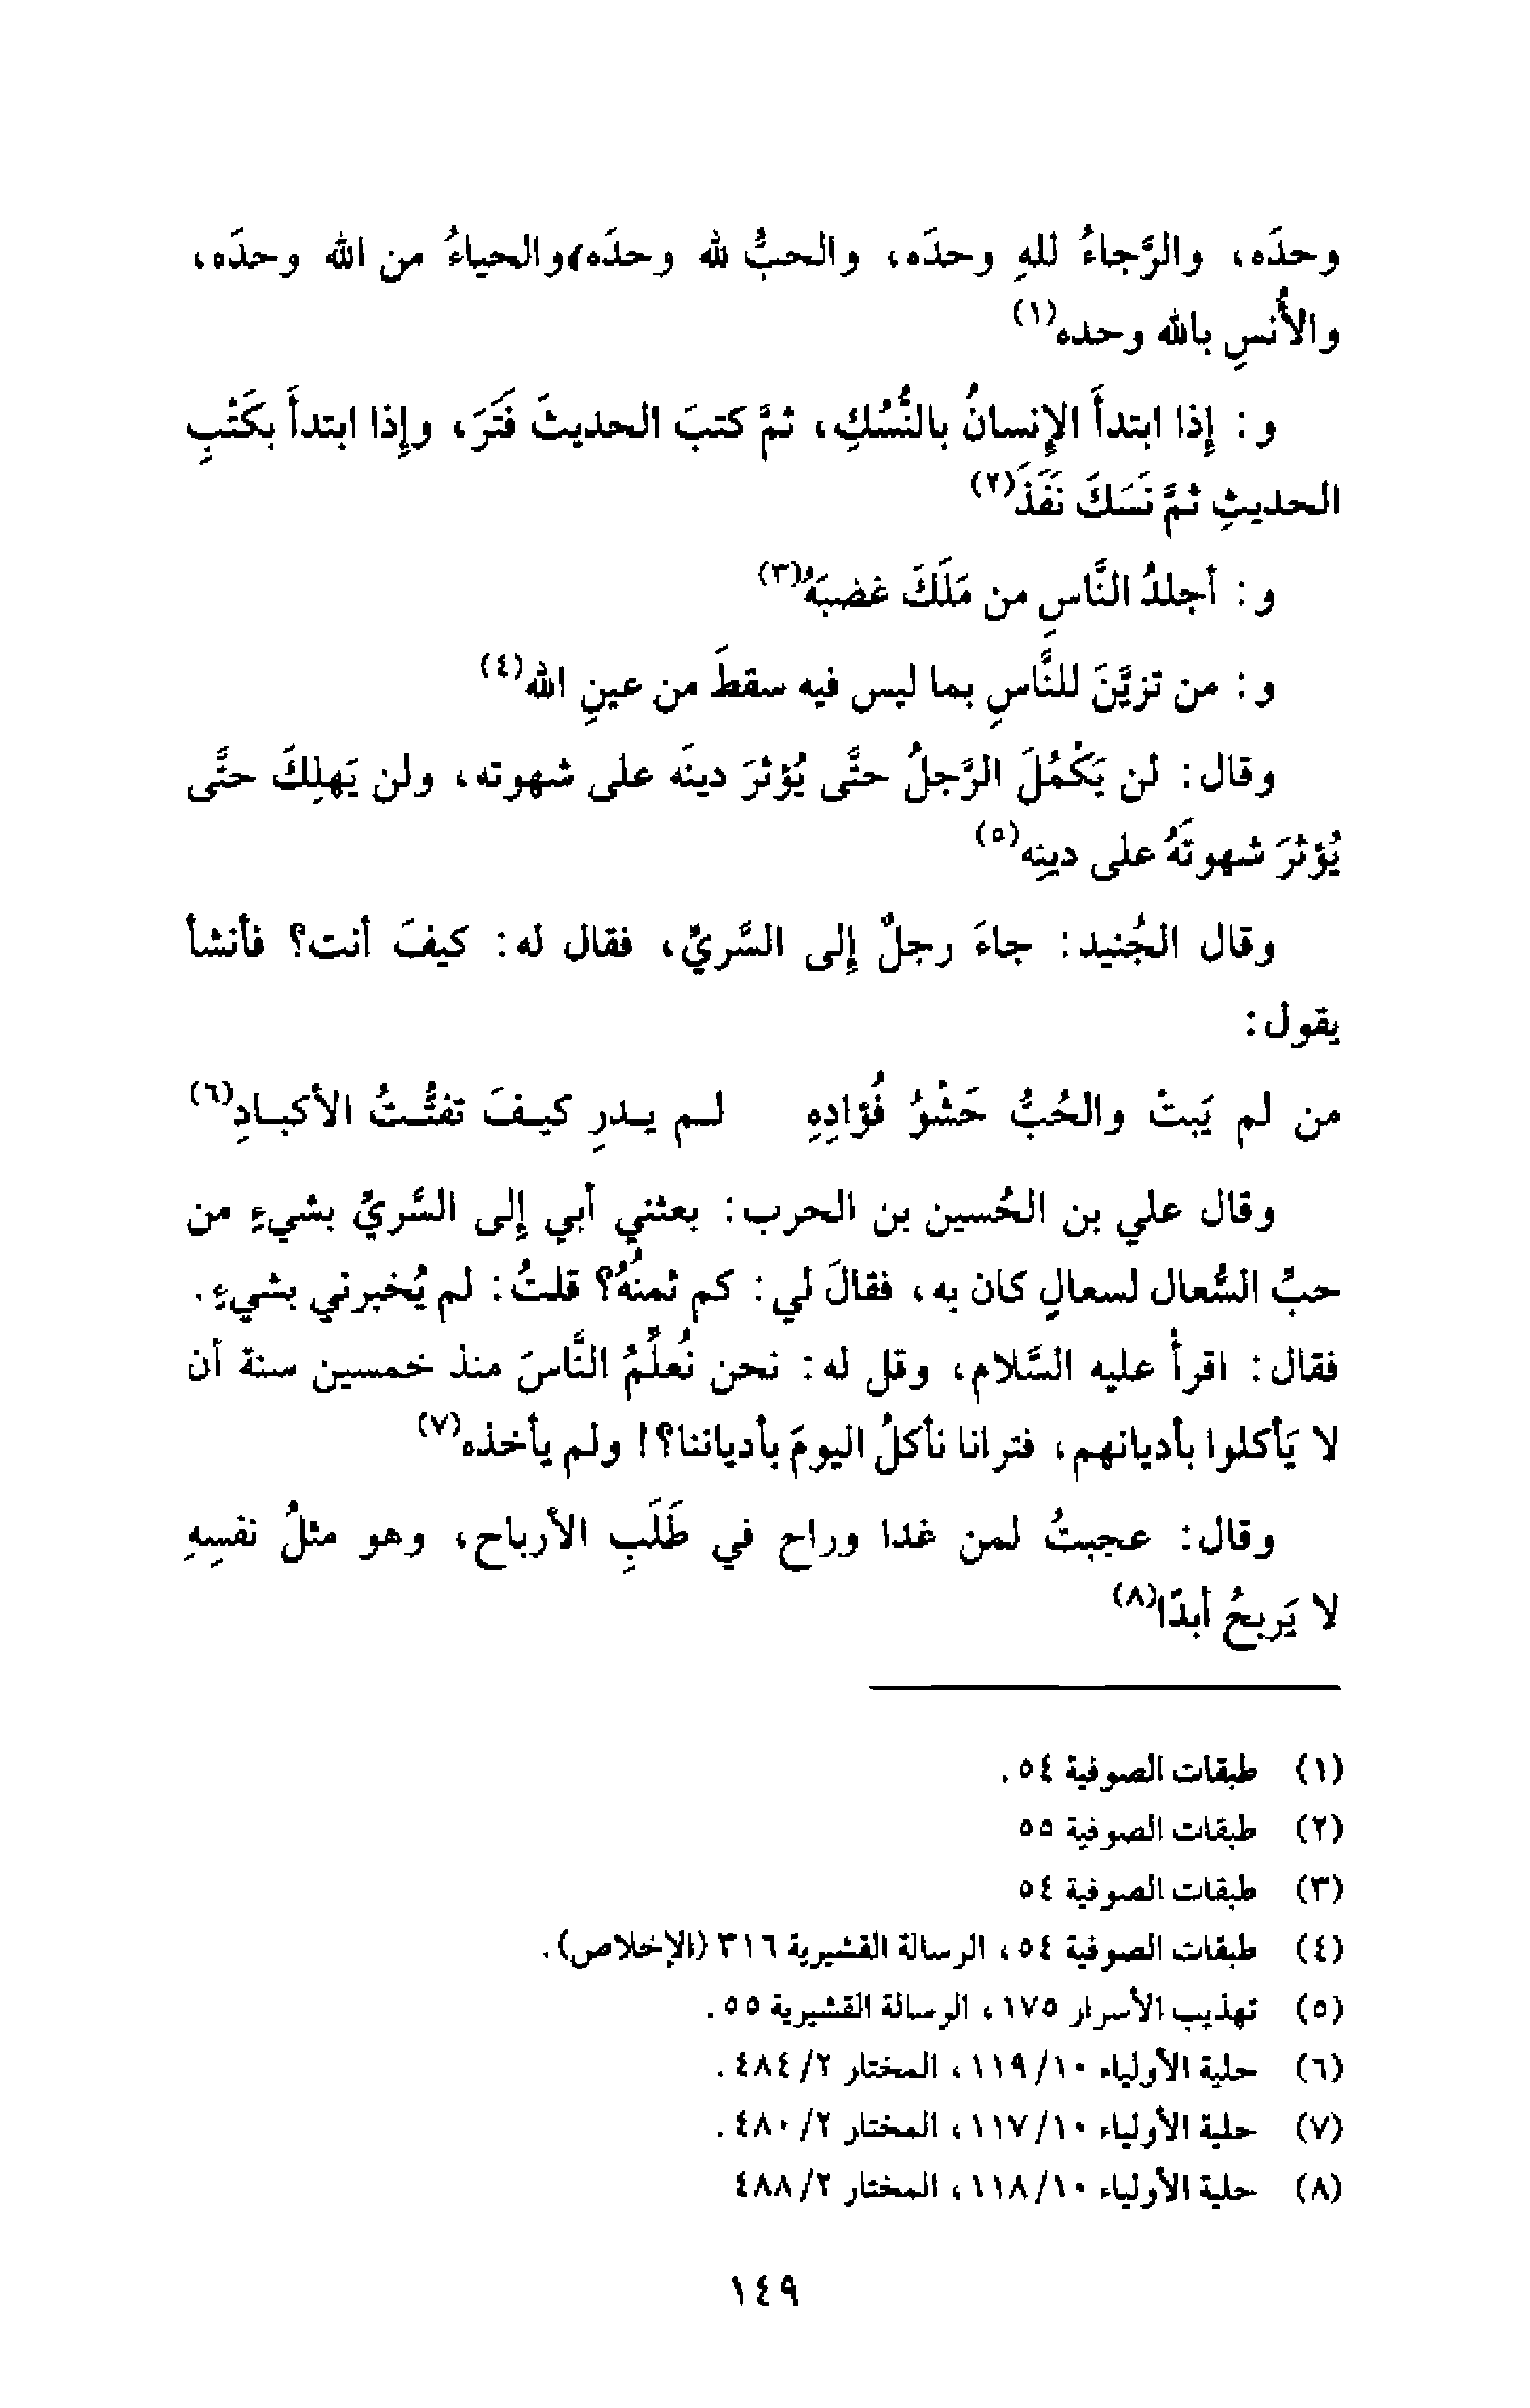 وحدَه، والرَّجاءُ للهِ وحدَه، والحبُّ لله وحدَه، والحياءُ من الله وحدَه،
والأُنسِ بالله وحده(١)
و: إذا ابتدأَ الإنسانُ بالنُّسُكِ، ثمَّ كتبَ الحديثَ فَتَرَ، وإذا ابتدأَ بكَتْبِ
الحديثِ ثمَّ نَسَكَ نَفَذَ(٢)
و: أجلدُ النَّاسِ من مَلَكَ غضبَهُ(٣)
و: من تزيَّنَ للنَّاسِ بما ليس فيه سقطَ من عينِ الله(٤)
وقال: لن يَكْمُلَ الرَّجلُ حتَّى يُؤثرَ دينَه على شهوته، ولن يَهلِكَ حتَّى
يُؤثرَ شهوتَهُ على دينِه(٥)
وقال الجُنيد: جاءَ رجلٌ إلى السَّريِّ، فقال له: كيفَ أنت؟ فأنشأ
يقول:
من لم يَبتْ والحُبُّ حَشْوُ فُؤادِهِ لـم يـدرِ كيـفَ تفتُّـتُ الأكبـادِ(٦)
وقال علي بن الحُسين بن الحرب: بعثني أبي إلى السَّريِّ بشيءٍ من
حبِّ السُّعال لسعالٍ كان به، فقالَ لي: كم ثمنُهُ؟ قلتُ: لم يُخبرني بشيءٍ.
فقال: اقرأْ عليه السَّلام، وقل له: نحن نُعلِّمُ النَّاسَ منذ خمسين سنة أن
لا يَأكلوا بأديانهم، فترانا نأكلُ اليومَ بأدياننا؟! ولم يأخذه(٧)
وقال: عجبتُ لمن غدا وراح في طَلَبِ الأرباح، وهو مثلُ نفسِهِ
لا يَربحُ أبدًا(٨)
(١) طبقات الصوفية ٥٤.
(٢) طبقات الصوفية ٥٥
(٣) طبقات الصوفية ٥٤
(٤) طبقات الصوفية ٥٤، الرسالة القشيرية ٣١٦ (الإخلاص).
(٥) تهذيب الأسرار ١٧٥، الرسالة القشيرية ٥٥.
(٦) حلية الأولياء ١١٩/١٠، المختار ٤٨٤/٢.
(٧) حلية الأولياء ١١٧/١٠، المختار ٤٨٠/٢.
(٨) حلية الأولياء ١١٨/١٠، المختار ٤٨٨/٢
١٤٩